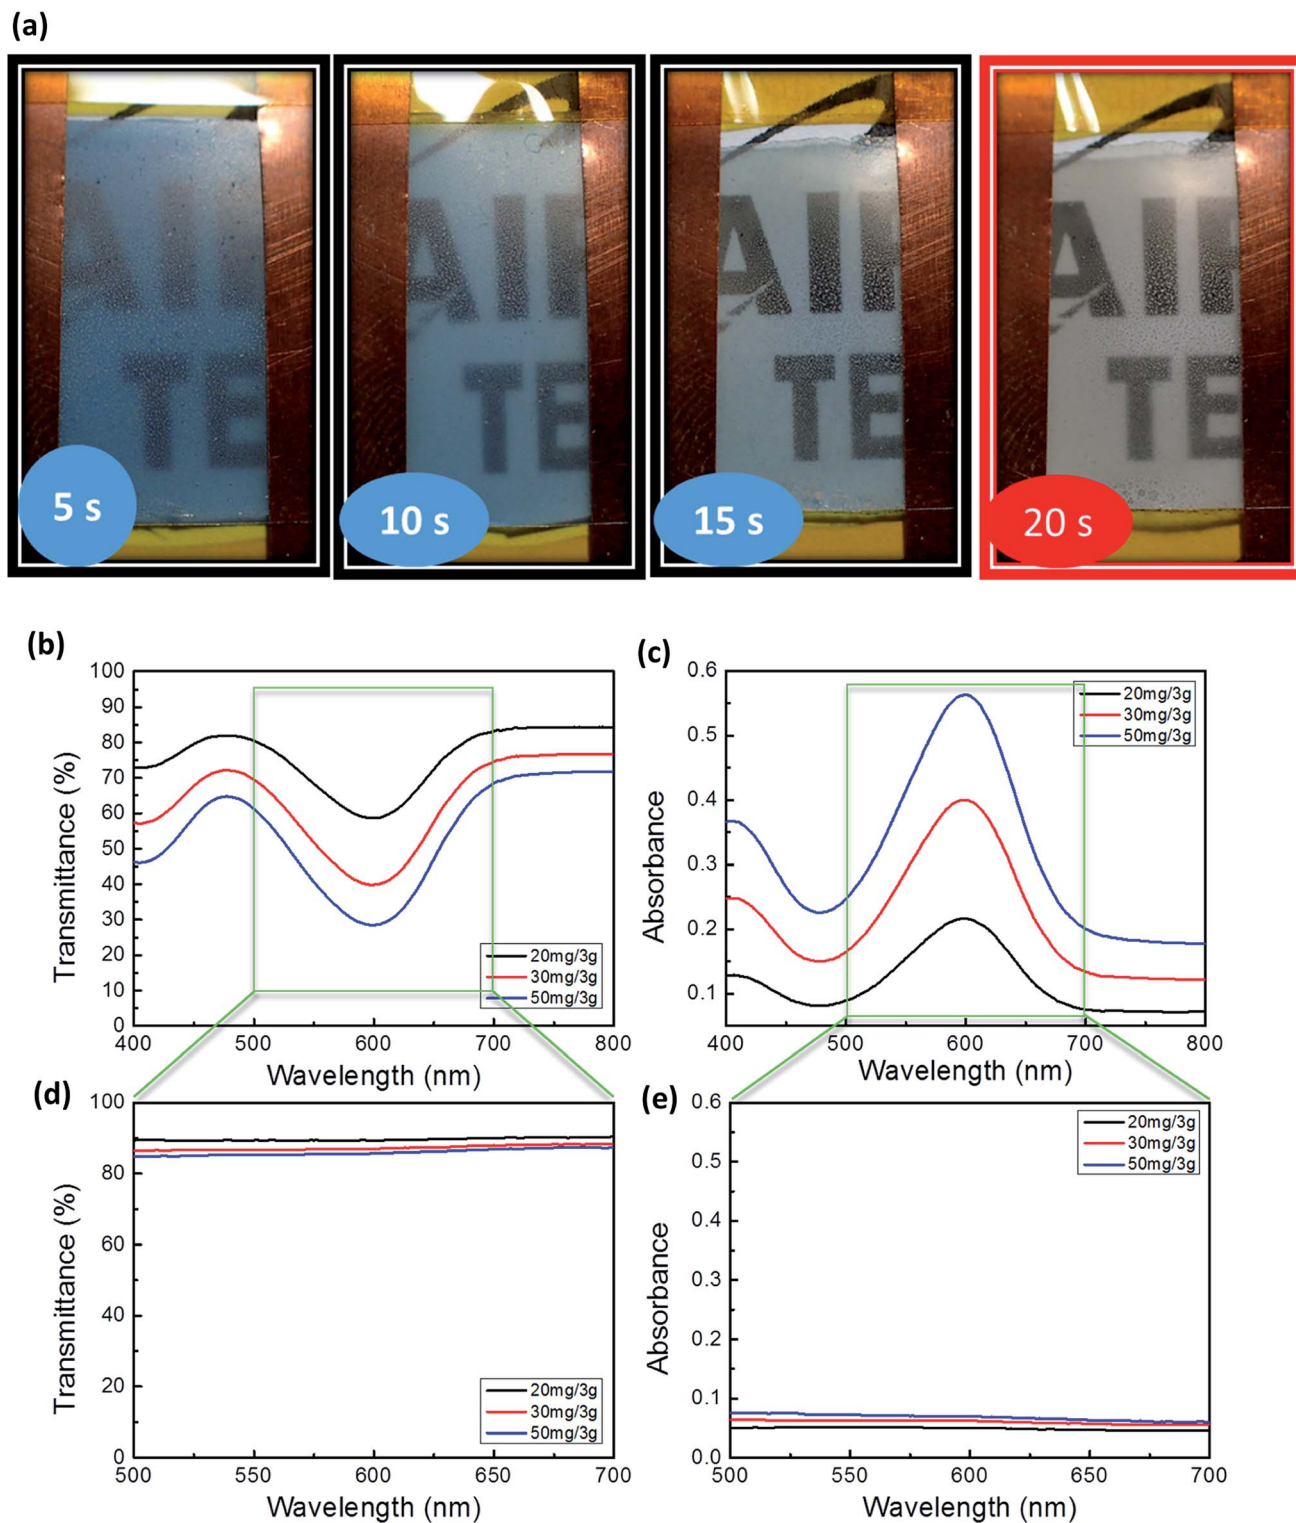 (a)
AIR
TE
5 s
AIR
TE
10 s
AIR
TE
15 s
AIR
TE
20 s
(b)
100
90
80
70
60
50
40
30
20
10
0
Transmittance (%)
20mg/3g
30mg/3g
50mg/3g
400 500 600 700 800
Wavelength (nm)
(c)
0.6
0.5
0.4
0.3
0.2
0.1
Absorbance
20mg/3g
30mg/3g
50mg/3g
400 500 600 700 800
Wavelength (nm)
(d)
100
80
60
40
20
0
Transmittance (%)
20mg/3g
30mg/3g
50mg/3g
500 550 600 650 700
Wavelength (nm)
(e)
0.6
0.5
0.4
0.3
0.2
0.1
0.0
Absorbance
20mg/3g
30mg/3g
50mg/3g
500 550 600 650 700
Wavelength (nm)